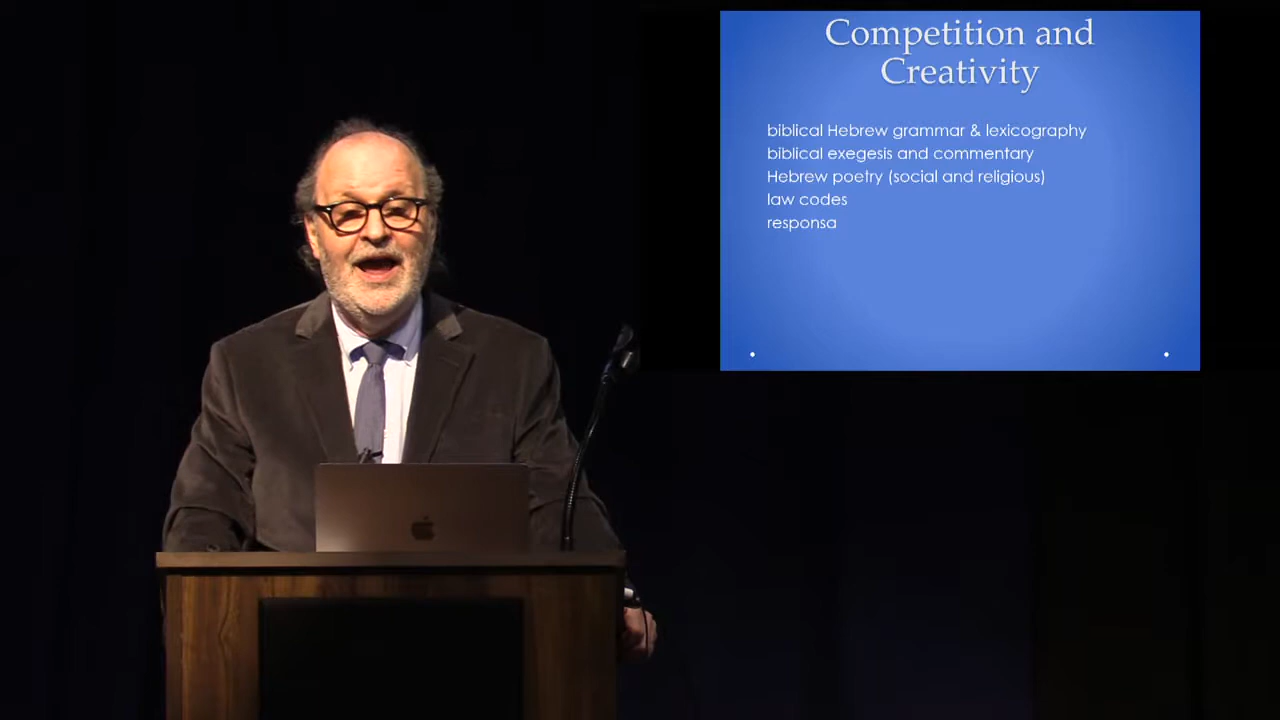 Competition and
Creativity
biblical Hebrew grammar & lexicography
biblical exegesis and commentary
Hebrew poetry (social and religious)
law codes
responsa